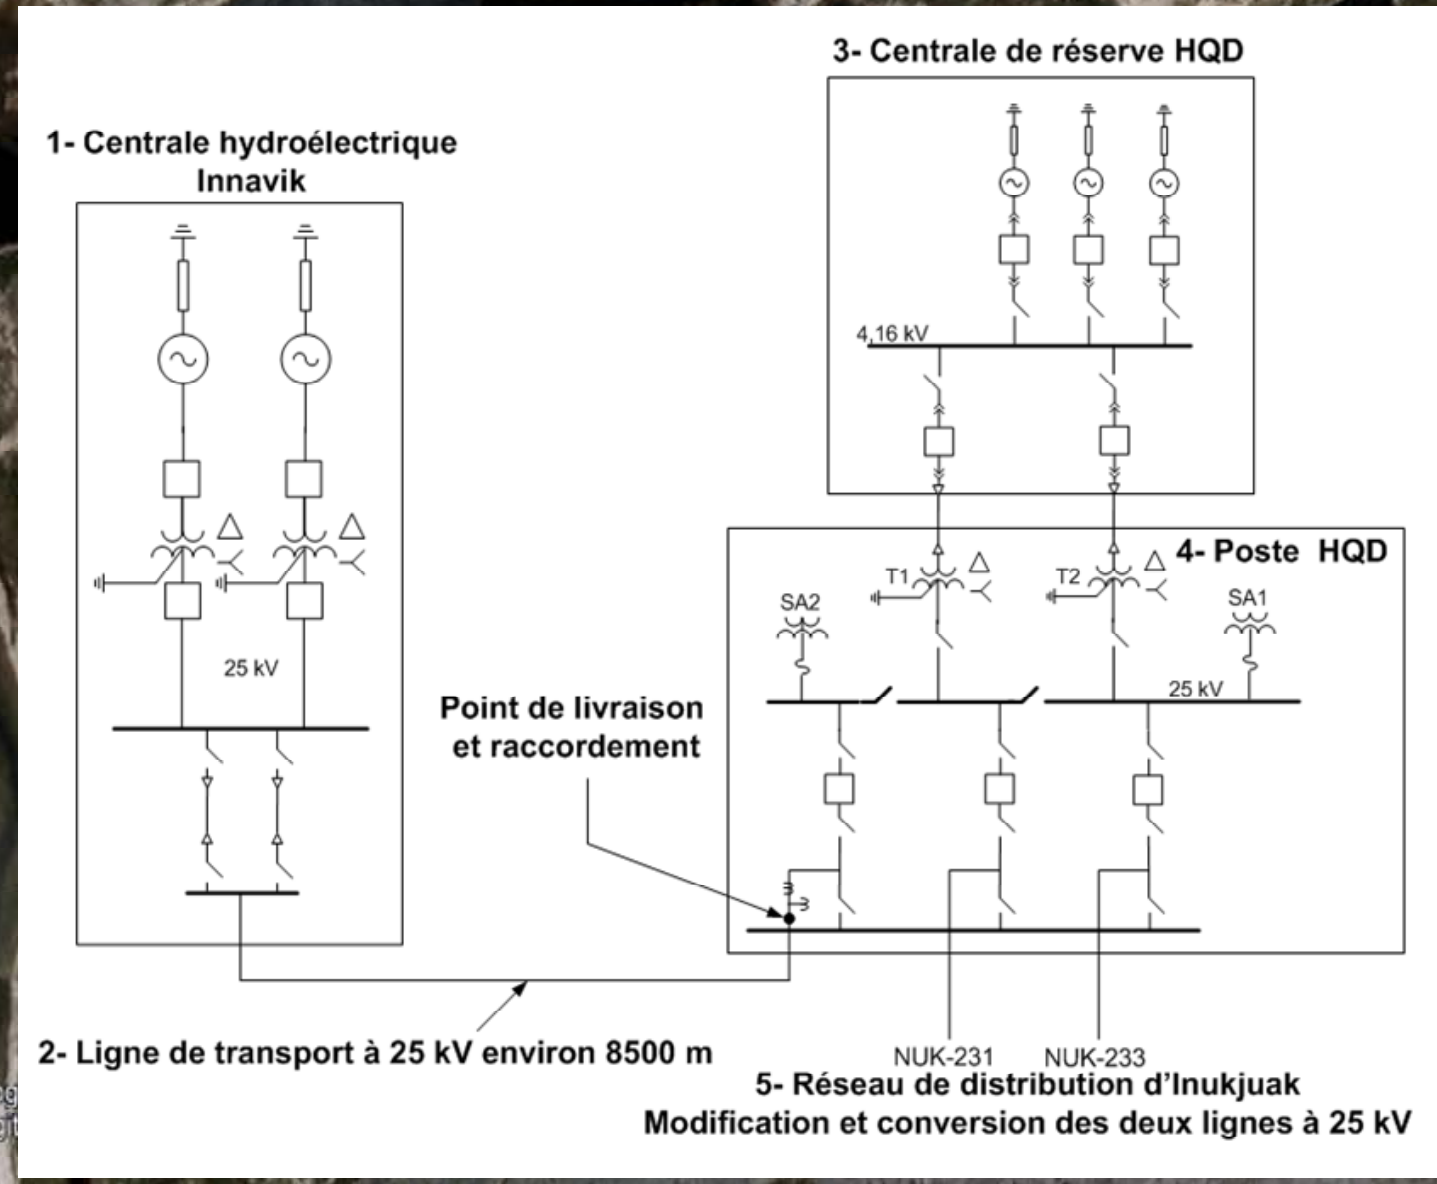 3- Centrale de réserve HQD
1- Centrale hydroélectrique
Innavik
4,16 kV
4- Poste HQD
T1
T2
SA2
SA1
25 kV
25 kV
Point de livraison
et raccordement
2- Ligne de transport à 25 kV environ 8500 m
NUK-231
NUK-233
5- Réseau de distribution d'Inukjuak
Modification et conversion des deux lignes à 25 kV